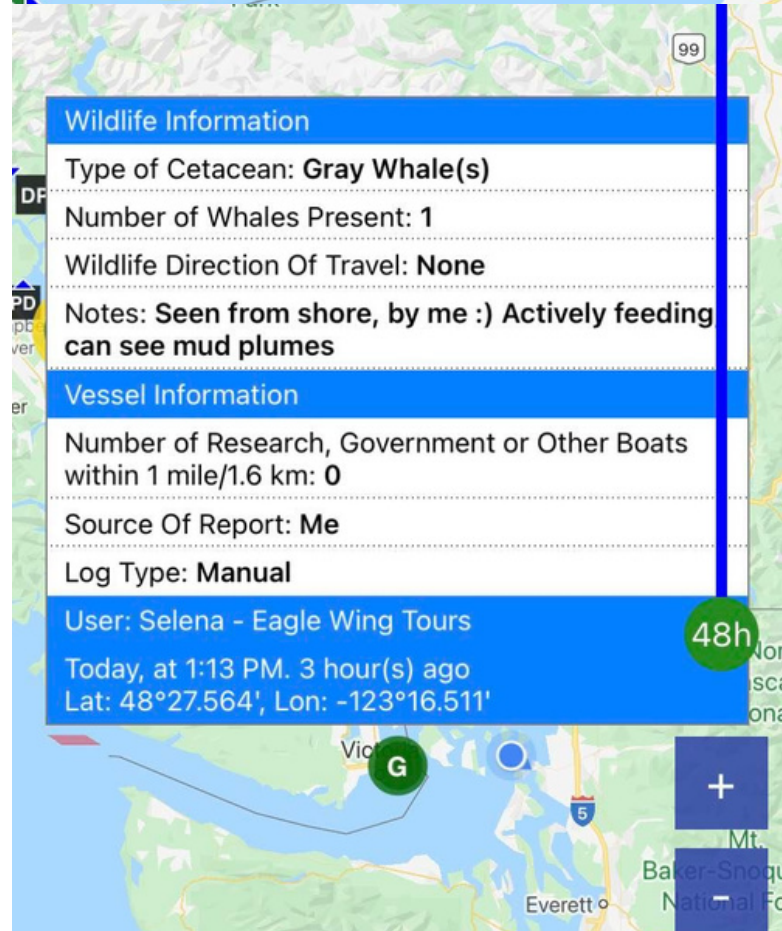 99
Wildlife Information
Type of Cetacean: Gray Whale(s)
DP
Number of Whales Present: 1
Wildlife Direction Of Travel: None
PD
Notes: Seen from shore, by me :) Actively feeding,
can see mud plumes
Vessel Information
Number of Research, Government or Other Boats
within 1 mile/1.6 km: 0
Source Of Report: Me
Log Type: Manual
User: Selena - Eagle Wing Tours
48h
Today, at 1:13 PM. 3 hour(s) ago
Lat: 48°27.564', Lon: -123°16.511'
G
+
5
Mt.
Everett
-